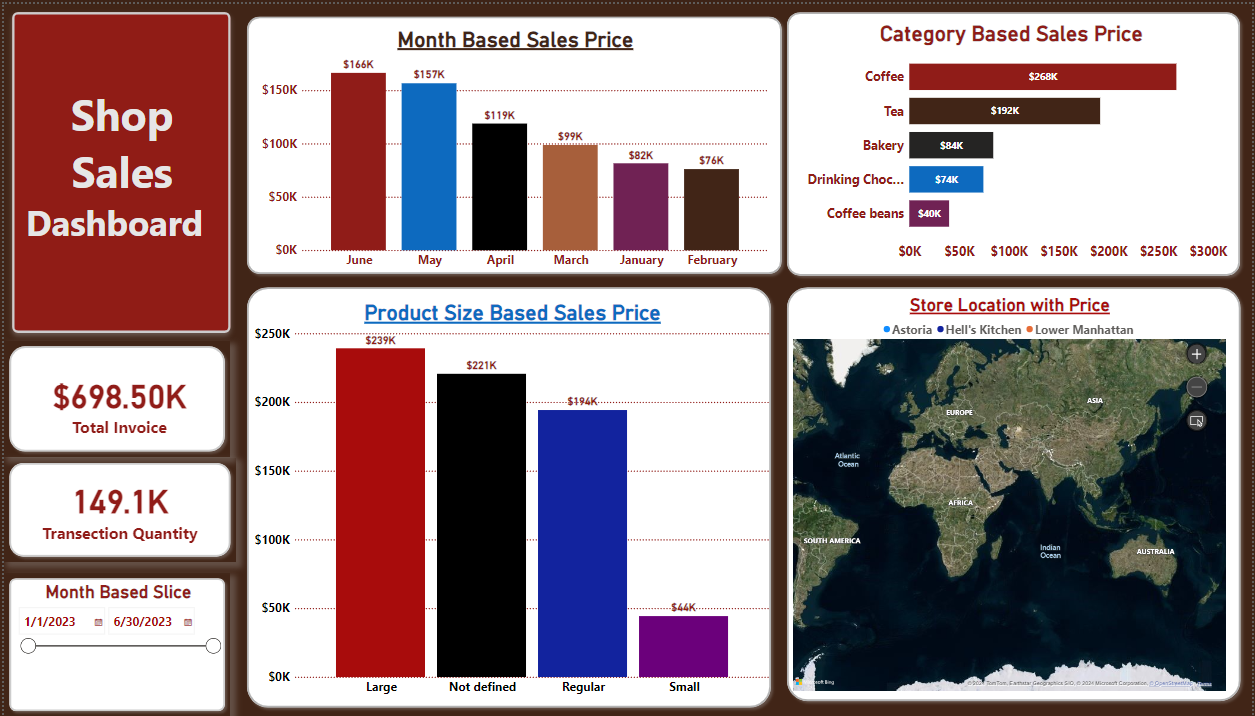 Shop
Sales
Dashboard
$698.50K
Total Invoice
149.1K
Transection Quantity
Month Based Slice
1/1/2023 6/30/2023
Month Based Sales Price
$166K
$157K
$119K
$99K
$82K
$76K
$150K
$100K
$50K
$0K
June May April March January February
Category Based Sales Price
Coffee $268K
Tea $192K
Bakery $84K
Drinking Choc... $74K
Coffee beans $40K
$0K $50K $100K $150K $200K $250K $300K
Product Size Based Sales Price
$250K
$200K
$150K
$100K
$50K
$0K
$239K
$221K
$194K
$44K
Large Not defined Regular Small
Store Location with Price
Astoria Hell's Kitchen Lower Manhattan
ASIA
EUROPE
Atlantic
Ocean
AFRICA
SOUTH AMERICA
Indian
Ocean
AUSTRALIA
Microsoft Bing
TomTom, Earthstar Geographics SIO, © 2024 Microsoft Corporation, © OpenStreetMap